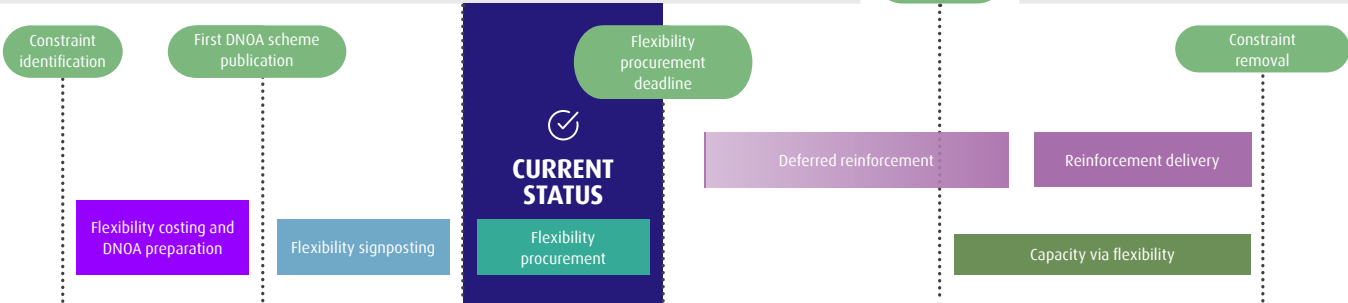 Constraint
identification
First DNOA scheme
publication
Flexibility
procurement
deadline
Constraint
removal
CURRENT
STATUS
Deferred reinforcement
Reinforcement delivery
Flexibility costing and
DNOA preparation
Flexibility signposting
Flexibility
procurement
Capacity via flexibility